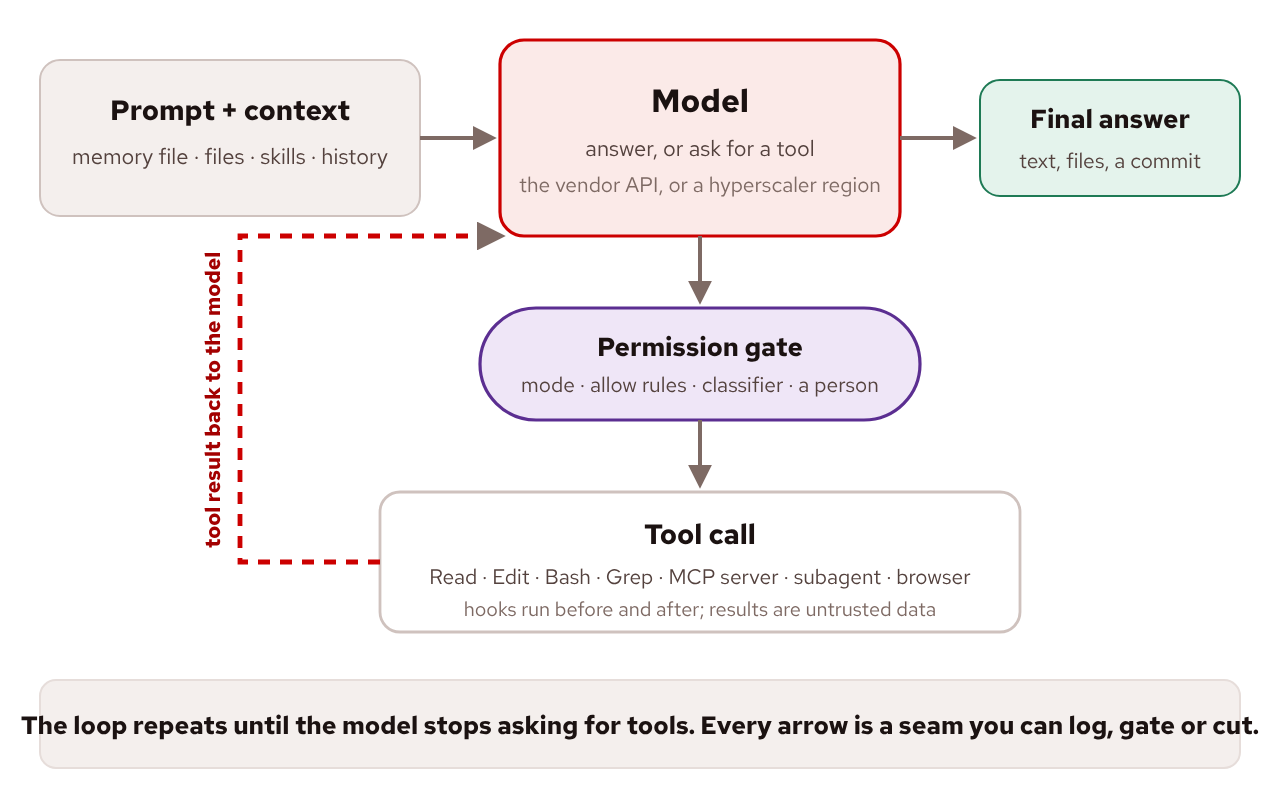 Prompt + context
memory file · files · skills · history
Model
answer, or ask for a tool
the vendor API, or a hyperscaler region
Final answer
text, files, a commit
tool result back to the model
Permission gate
mode · allow rules · classifier · a person
Tool call
Read · Edit · Bash · Grep · MCP server · subagent · browser
hooks run before and after; results are untrusted data
The loop repeats until the model stops asking for tools. Every arrow is a seam you can log, gate or cut.